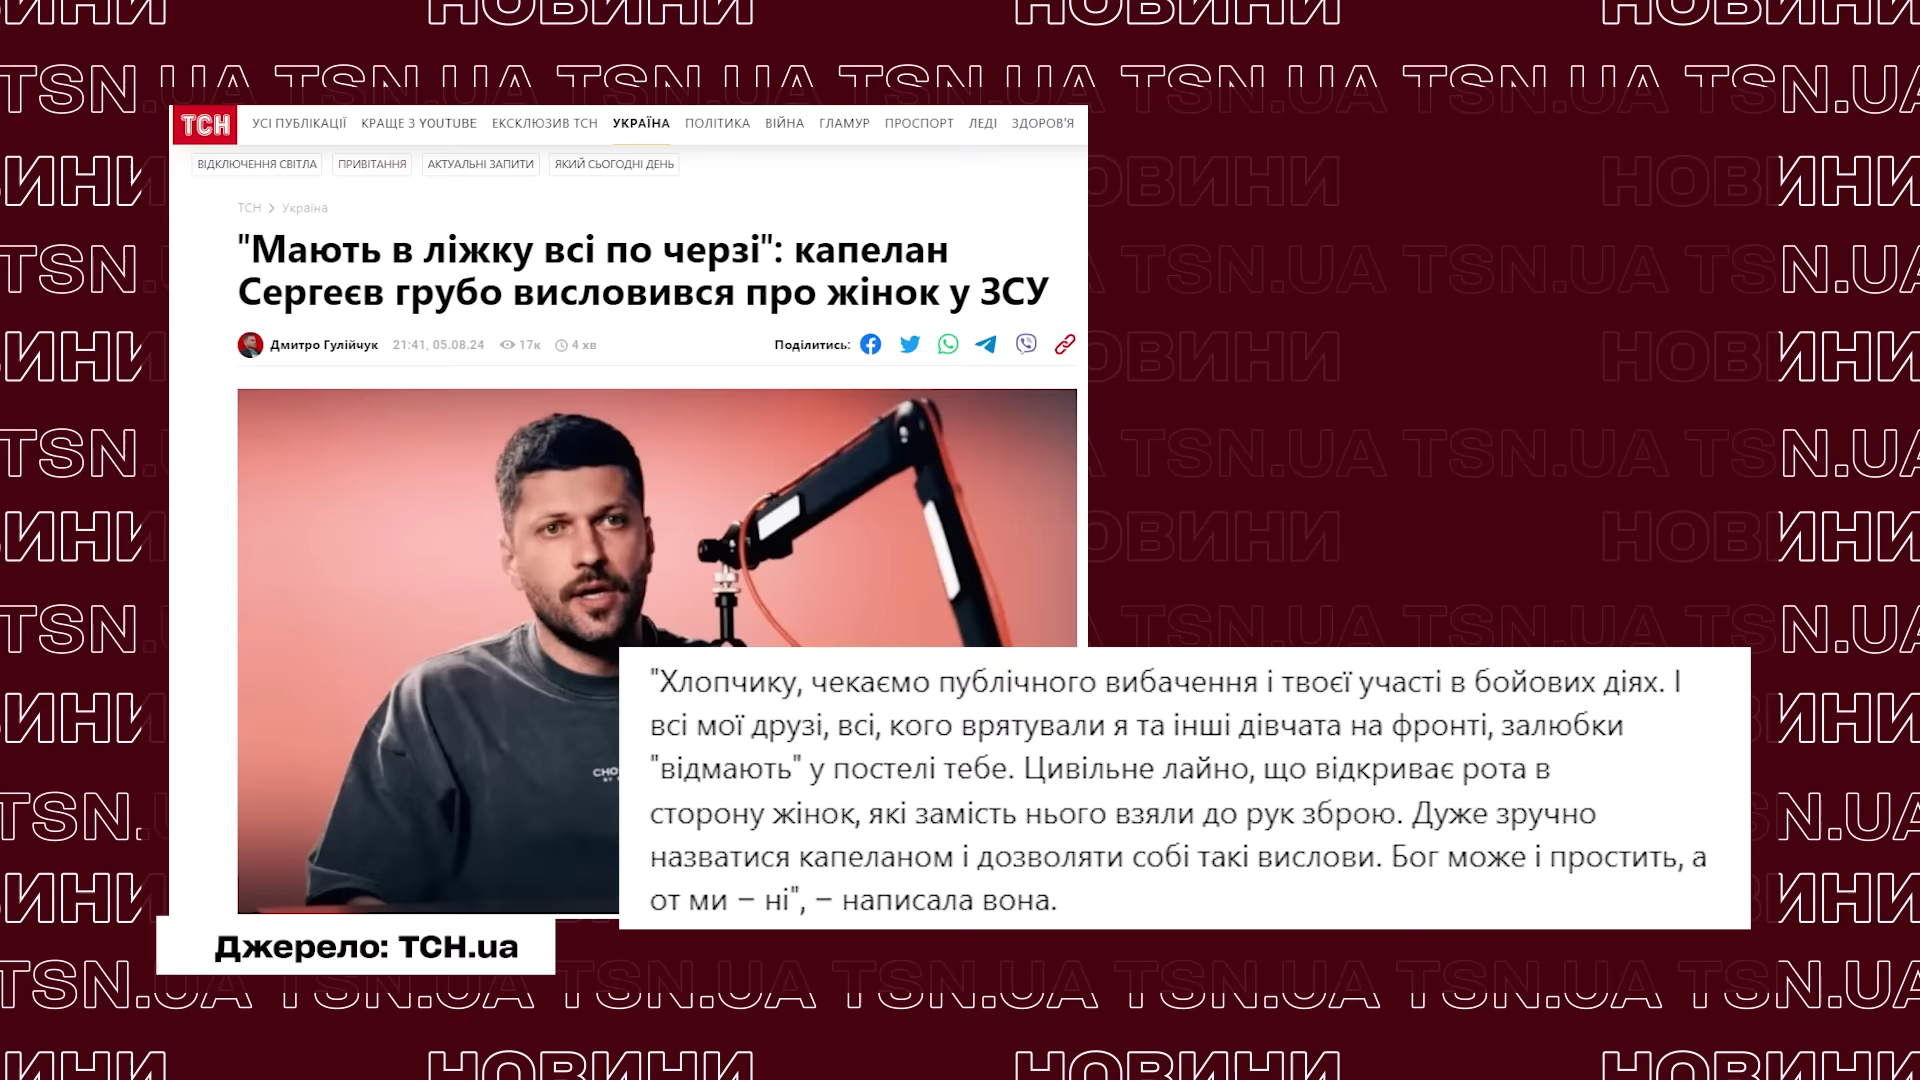 НОВИНИ НОВИНИ НОВИНИ
TSN.UA TSN.UA TSN.UA TSN.UA TSN.UA TSN.UA TSN.UA
ТСН УСІ ПУБЛІКАЦІЇ КРАЩЕ З YOUTUBE ЕКСКЛЮЗИВ ТСН УКРАЇНА ПОЛІТИКА ВІЙНА ГЛАМУР ПРОСПОРТ ЛЕДІ ЗДОРОВ'Я
ВІДКЛЮЧЕННЯ СВІТЛА ПРИВІТАННЯ АКТУАЛЬНІ ЗАПИТИ ЯКИЙ СЬОГОДНІ ДЕНЬ
ТСН > Україна
"Мають в ліжку всі по черзі": капелан
Сергеєв грубо висловився про жінок у ЗСУ
Дмитро Гулійчук 21:41, 05.08.24 17к 4 хв Поділитись:
"Хлопчику, чекаємо публічного вибачення і твоєї участі в бойових діях. І
всі мої друзі, всі, кого врятували я та інші дівчата на фронті, залюбки
"відмають" у постелі тебе. Цивільне лайно, що відкриває рота в
сторону жінок, які замість нього взяли до рук зброю. Дуже зручно
назватися капеланом і дозволяти собі такі вислови. Бог може і простить, а
от ми – ні", – написала вона.
Джерело: ТСН.ua
TSN.UA TSN.UA TSN.UA TSN.UA TSN.UA TSN.UA TSN.UA
НОВИНИ НОВИНИ НОВИНИ